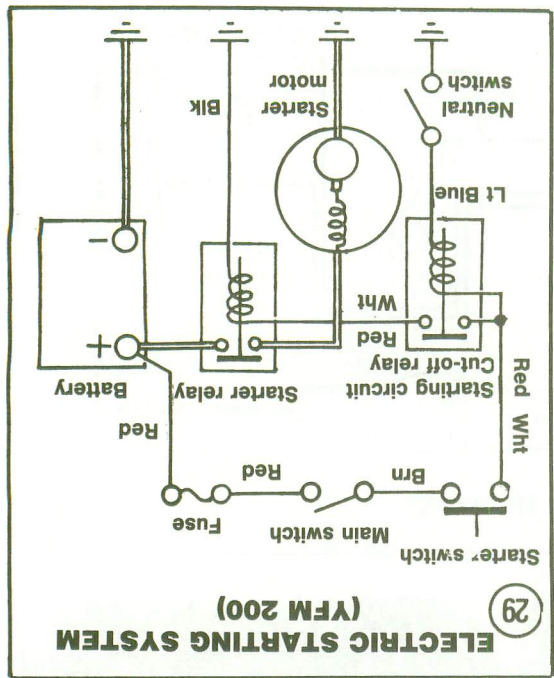 29
ELECTRIC STARTING SYSTEM
(YFM 200)
Starter switch
Main switch
Fuse
Brn
Red
Red
Red Wht
Starting circuit
Cut-off relay
Starter relay
Battery
Red
Wht
+
−
Lt Blue
Neutral
switch
Starter
motor
Blk